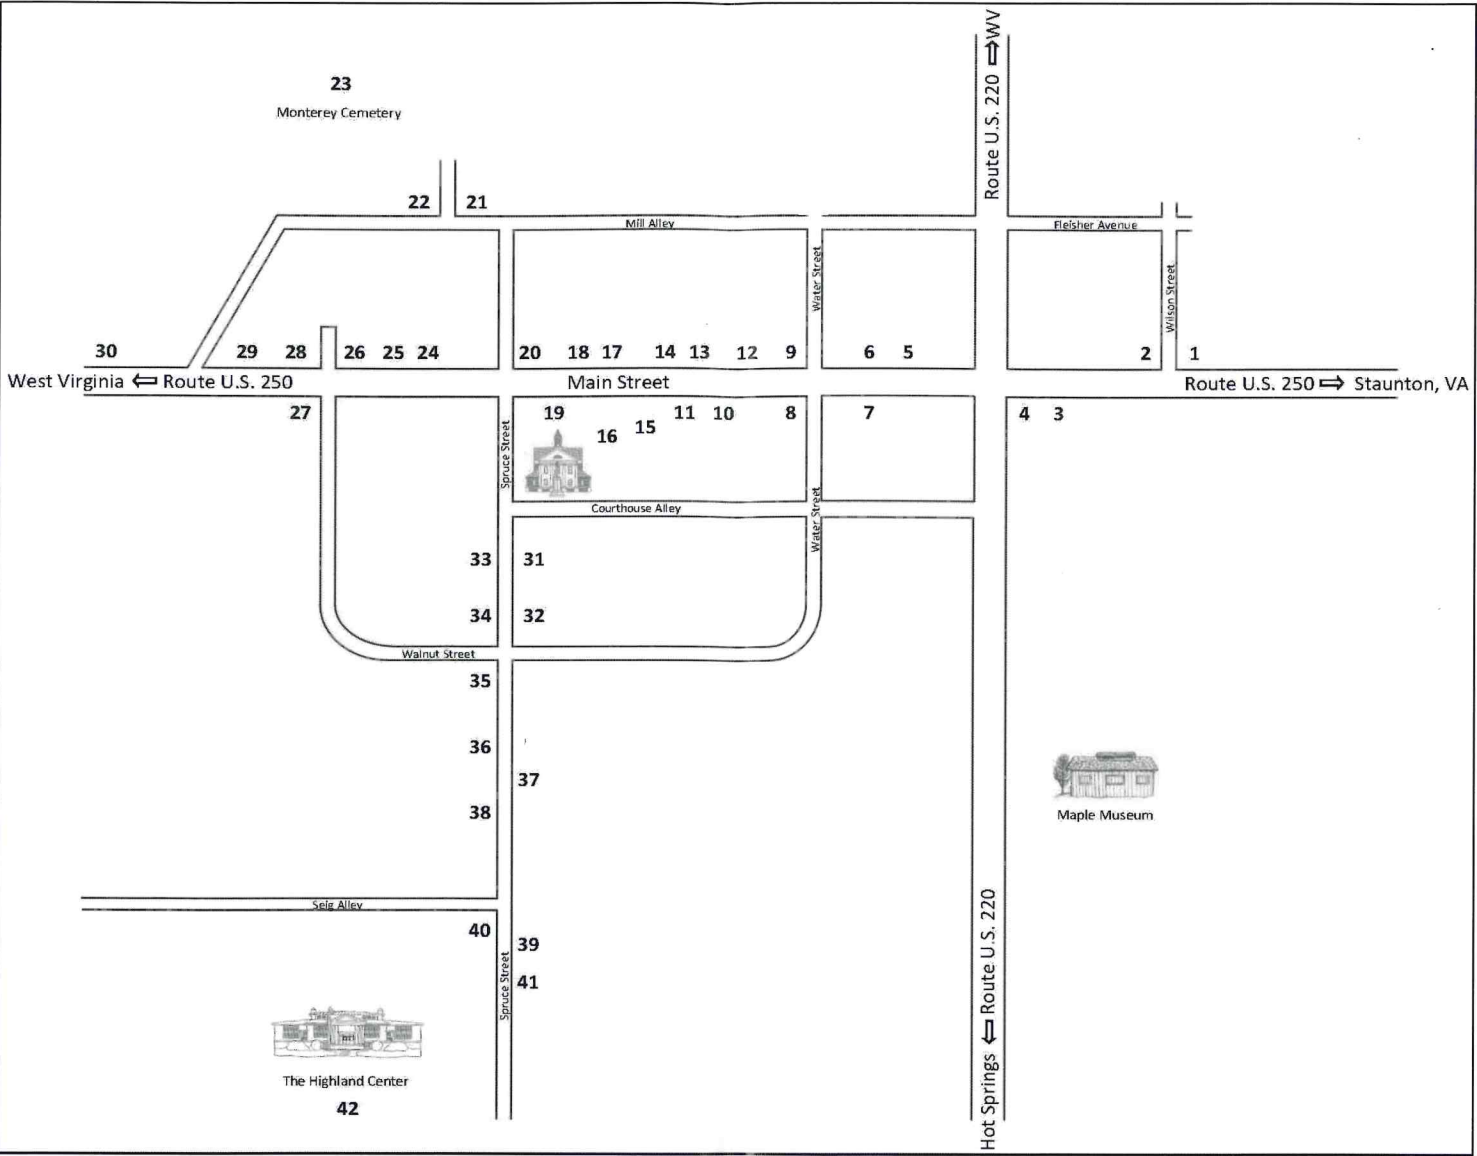 Route U.S. 220 ⇨ WV
23
Monterey Cemetery
22 21
Mill Alley
Fleisher Avenue
Water Street
Wilson Street
30 29 28 26 25 24 20 18 17 14 13 12 9 6 5 2 1
West Virginia ⇦ Route U.S. 250
Main Street
Route U.S. 250 ⇨ Staunton, VA
27 19 11 10 8 7 4 3
16 15
Spruce Street
Courthouse Alley
Water Street
33 31
34 32
Walnut Street
35
36
37
38
Maple Museum
Seig Alley
40
39
41
Spruce Street
Hot Springs ⇦ Route U.S. 220
The Highland Center
42